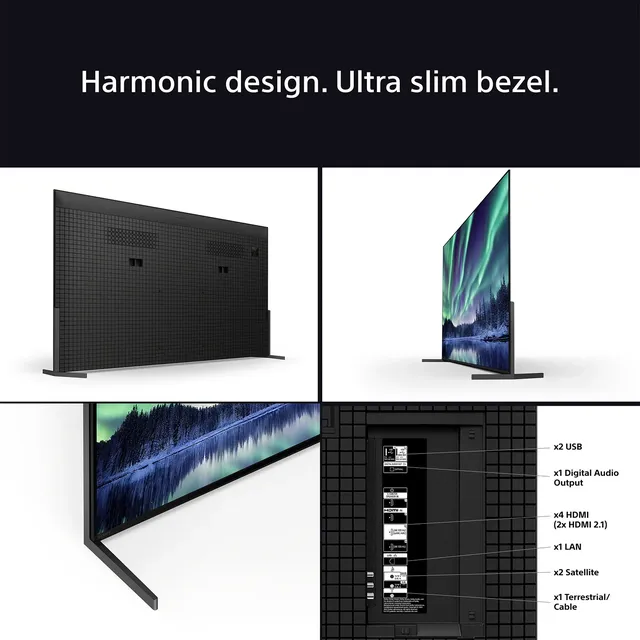 Harmonic design. Ultra slim bezel.
x2 USB
x1 Digital Audio
Output
HDMI
x4 HDMI
(2x HDMI 2.1)
x1 LAN
x2 Satellite
x1 Terrestrial/
Cable